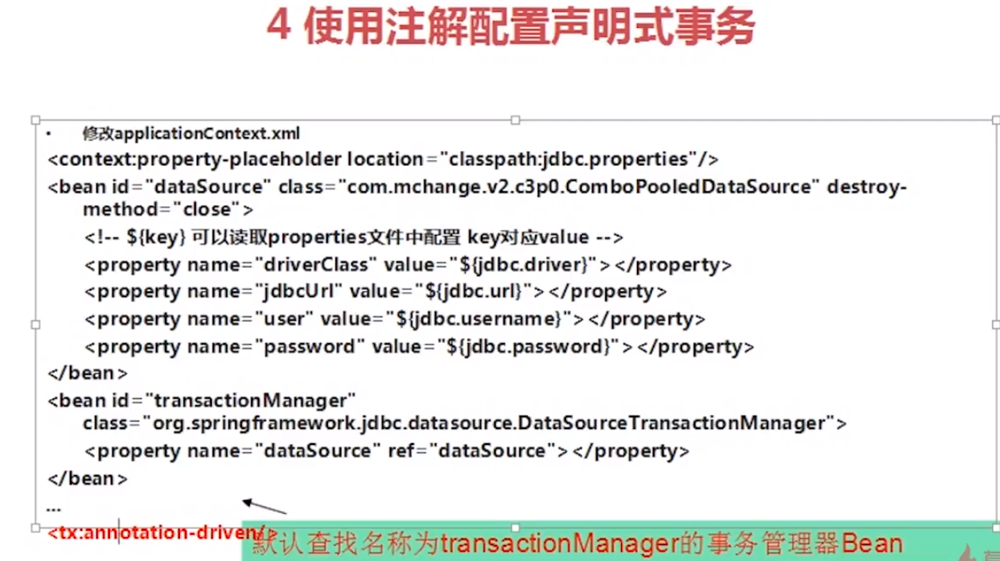 4 使用注解配置声明式事务
• 修改applicationContext.xml
<context:property-placeholder location="classpath:jdbc.properties"/>
<bean id="dataSource" class="com.mchange.v2.c3p0.ComboPooledDataSource" destroy-
method="close">
<!-- ${key} 可以读取properties文件中配置 key对应value -->
<property name="driverClass" value="${jdbc.driver}"></property>
<property name="jdbcUrl" value="${jdbc.url}"></property>
<property name="user" value="${jdbc.username}"></property>
<property name="password" value="${jdbc.password}"></property>
</bean>
<bean id="transactionManager"
class="org.springframework.jdbc.datasource.DataSourceTransactionManager">
<property name="dataSource" ref="dataSource"></property>
</bean>
...
<tx:annotation-driven/>
默认查找名称为transactionManager的事务管理器Bean